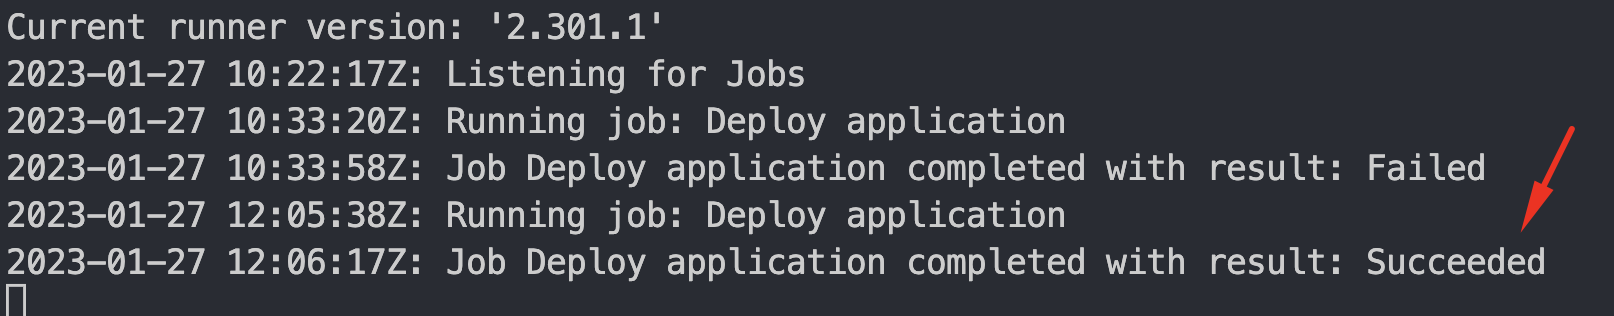 Current runner version: '2.301.1'
2023-01-27 10:22:17Z: Listening for Jobs
2023-01-27 10:33:20Z: Running job: Deploy application
2023-01-27 10:33:58Z: Job Deploy application completed with result: Failed
2023-01-27 12:05:38Z: Running job: Deploy application
2023-01-27 12:06:17Z: Job Deploy application completed with result: Succeeded